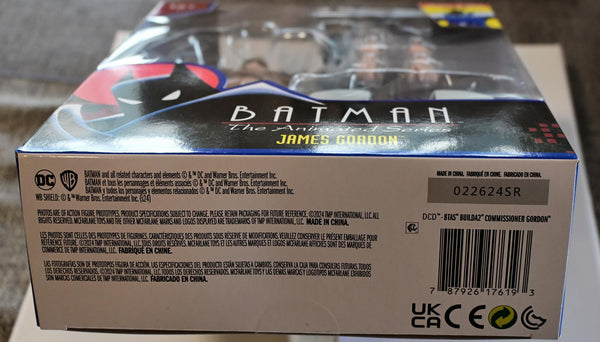 BATMAN
The Animated Series
JAMES GORDON
DC
WB
BATMAN and all related characters and elements © & ™ DC and Warner Bros. Entertainment Inc.
BATMAN et tous les personnages et éléments associés © & ™ DC et Warner Bros. Entertainment Inc.
BATMAN y todos los personajes y elementos relacionados © & ™ DC y Warner Bros. Entertainment Inc.
WB SHIELD: © & ™ Warner Bros. Entertainment Inc. (s24)
PHOTOS ARE OF ACTION FIGURE PROTOTYPES. PRODUCT SPECIFICATIONS SUBJECT TO CHANGE. PLEASE RETAIN PACKAGING FOR FUTURE REFERENCE. ©2024 TMP INTERNATIONAL, LLC. ALL
RIGHTS RESERVED. MCFARLANE TOYS AND THE OTHER MCFARLANE MARKS AND LOGOS DISPLAYED ARE TRADEMARKS OF TMP INTERNATIONAL, LLC. MADE IN CHINA.
LES PHOTOS SONT CELLES DE PROTOTYPES DE FIGURINES. CARACTÉRISTIQUES DES PRODUITS SOUS RÉSERVE DE MODIFICATIONS. VEUILLEZ CONSERVER LE PRÉSENT EMBALLAGE POUR
RÉFÉRENCE FUTURE. ©2024 TMP INTERNATIONAL, LLC. TOUS DROITS RÉSERVÉS. MCFARLANE TOYS ET LES AUTRES MARQUES ET LOGOS MCFARLANE AFFICHÉS SONT DES MARQUES DE
COMMERCE DE TMP INTERNATIONAL, LLC. FABRIQUÉ EN CHINE.
LAS FOTOGRAFÍAS SON DE PROTOTIPOS FIGURA DE ACCIÓN. LAS ESPECIFICACIONES DEL PRODUCTO ESTÁN SUJETAS A CAMBIOS. CONSERVA LA CAJA PARA CONSULTAS FUTURAS. TODOS
LOS DERECHOS RESERVADOS. ©2024 TMP INTERNATIONAL, LLC. TODOS LOS DERECHOS RESERVADOS. MCFARLANE TOYS Y LAS DEMÁS MARCAS Y LOGOTIPOS MCFARLANE EXHIBIDOS
SON MARCAS COMERCIALES DE TMP INTERNATIONAL, LLC. FABRICADO EN CHINA.
MADE IN CHINA. FABRIQUÉ EN CHINE. FABRICADO EN CHINA.
022624SR
DCD™ -BTAS™ BUILDA2™ COMMISSIONER GORDON™
7 87926 17619 3
UK
CA CE